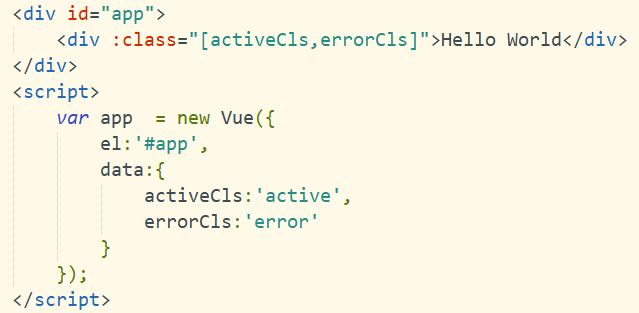 <div id="app">
    <div :class="[activeCls,errorCls]">Hello World</div>
</div>
<script>
    var app  = new Vue({
        el:'#app',
        data:{
            activeCls:'active',
            errorCls:'error'
        }
    });
</script>